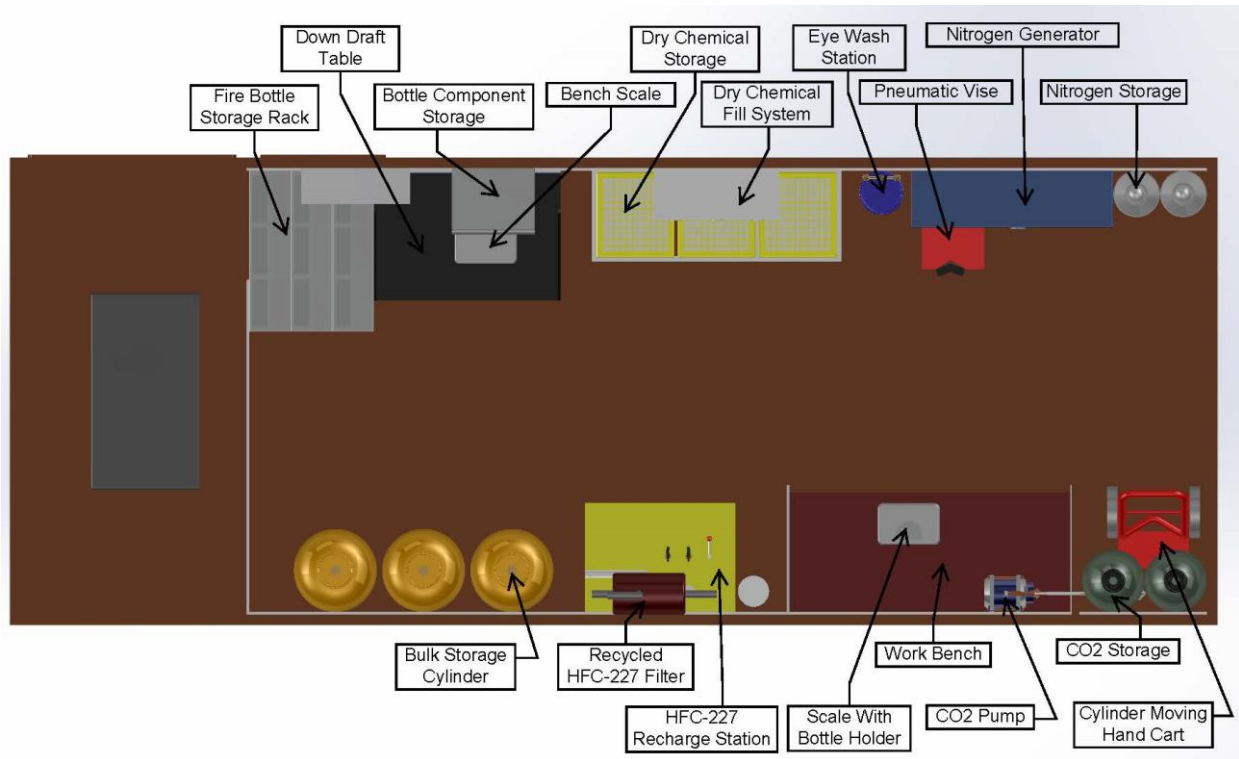 Down Draft
Table
Dry Chemical
Storage
Eye Wash
Station
Nitrogen Generator
Fire Bottle
Storage Rack
Bottle Component
Storage
Bench Scale
Dry Chemical
Fill System
Pneumatic Vise
Nitrogen Storage
Bulk Storage
Cylinder
Recycled
HFC-227 Filter
Work Bench
CO2 Storage
HFC-227
Recharge Station
Scale With
Bottle Holder
CO2 Pump
Cylinder Moving
Hand Cart